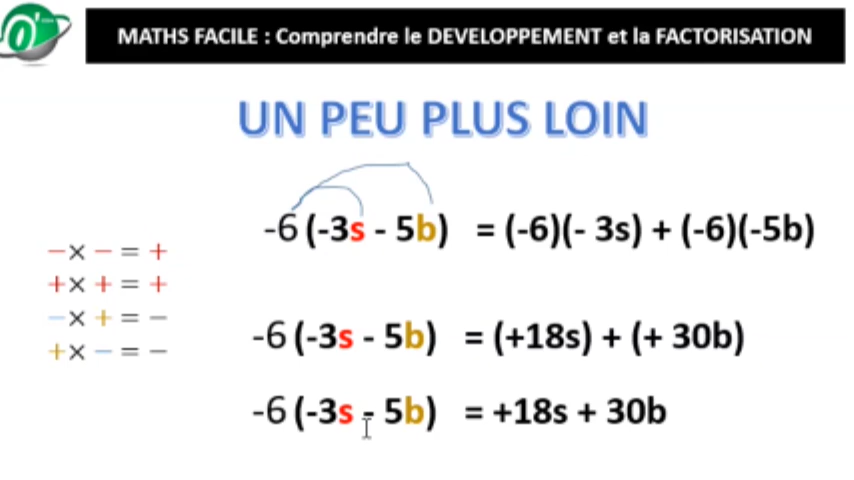 MATHS FACILE : Comprendre le DEVELOPPEMENT et la FACTORISATION
UN PEU PLUS LOIN
-6 (-3s - 5b) = (-6)(- 3s) + (-6)(-5b)
− × − = +
+ × + = +
− × + = −
+ × − = −
-6 (-3s - 5b) = (+18s) + (+ 30b)
-6 (-3s - 5b) = +18s + 30b